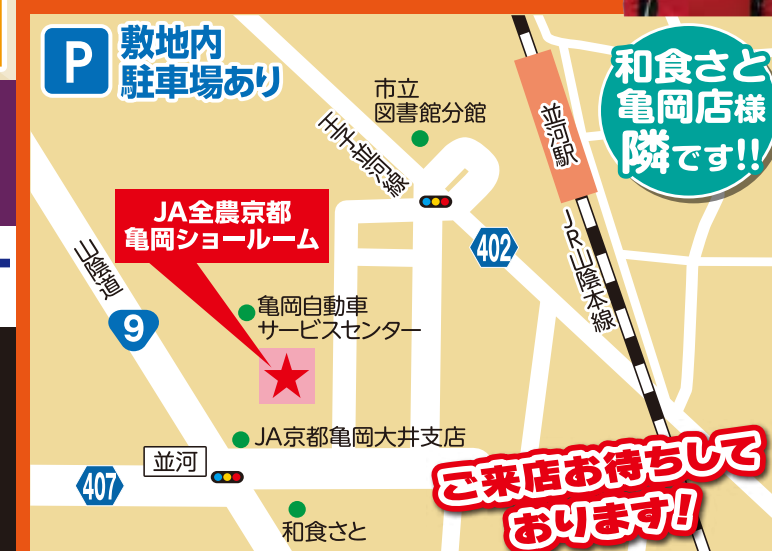 P
敷地内
駐車場あり
市立
図書館分館
王子並河線
並河駅
和食さと
亀岡店様
隣です!!
JA全農京都
亀岡ショールーム
402
JR山陰本線
山陰道
9
亀岡自動車
サービスセンター
JA京都亀岡大井支店
並河
407
和食さと
ご来店お待ちして
おります!